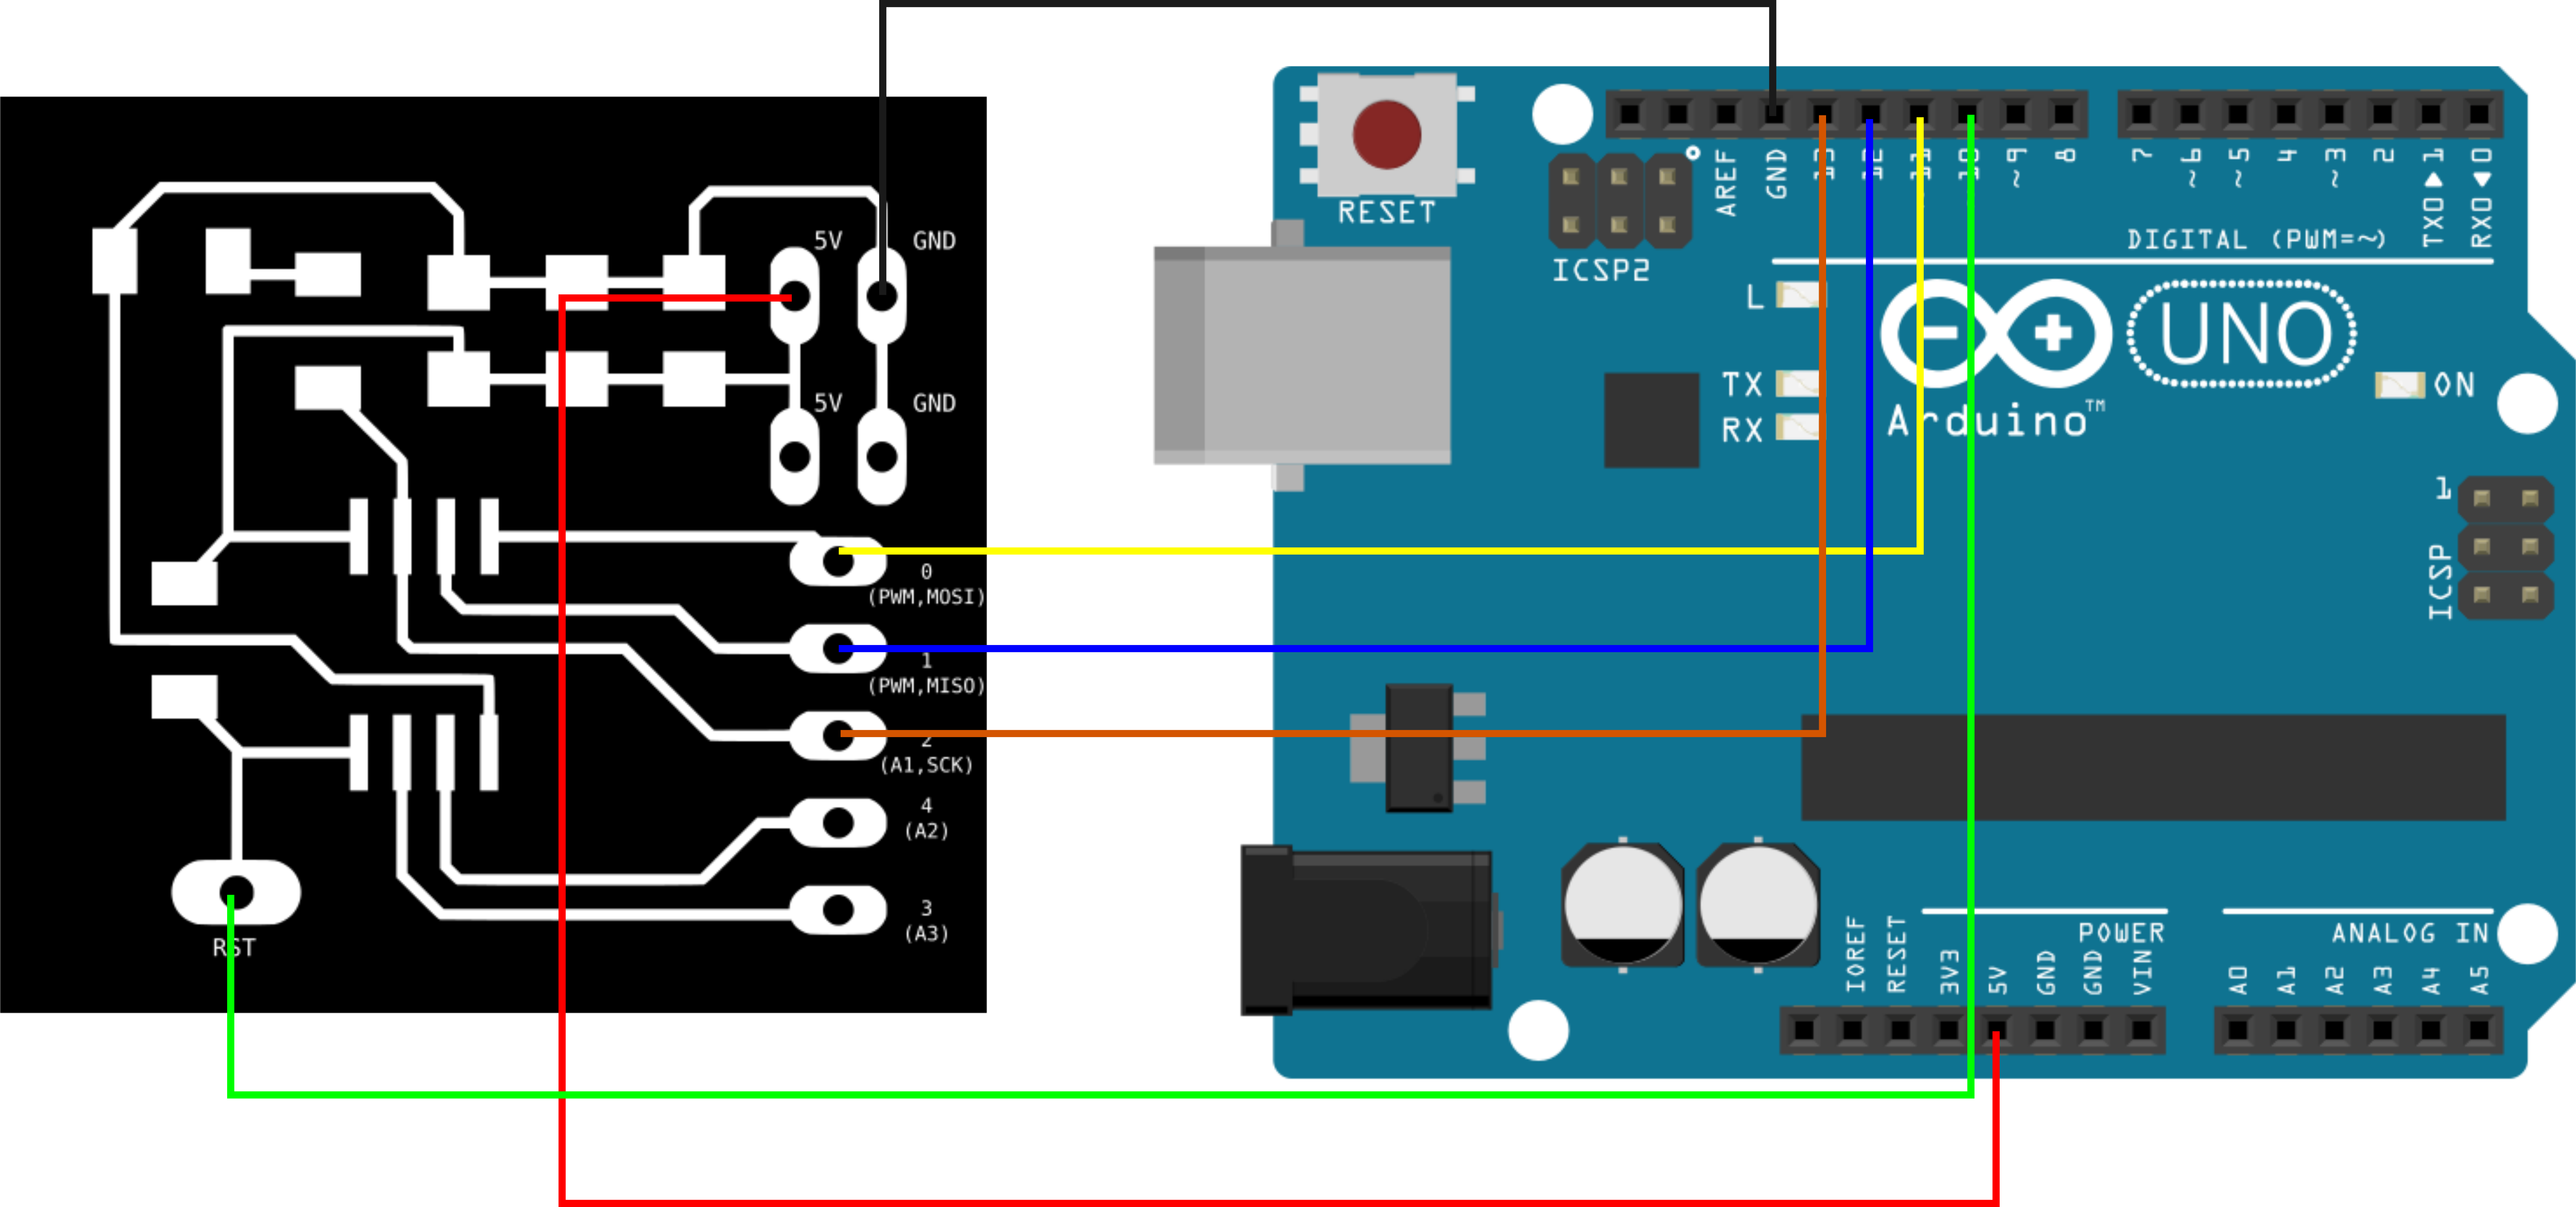 5V
GND
5V
GND
0
(PWM,MOSI)
1
(PWM,MISO)
2
(A1,SCK)
4
(A2)
3
(A3)
RST
RESET
ICSP2
AREF
GND
13
12
11
10
~9
8
7
~6
~5
4
~3
2
TX0▶1
RX0◀0
DIGITAL (PWM=~)
L
TX
RX
UNO
Arduino™
ON
1
ICSP
IOREF
RESET
3V3
5V
GND
GND
VIN
POWER
ANALOG IN
A0
A1
A2
A3
A4
A5